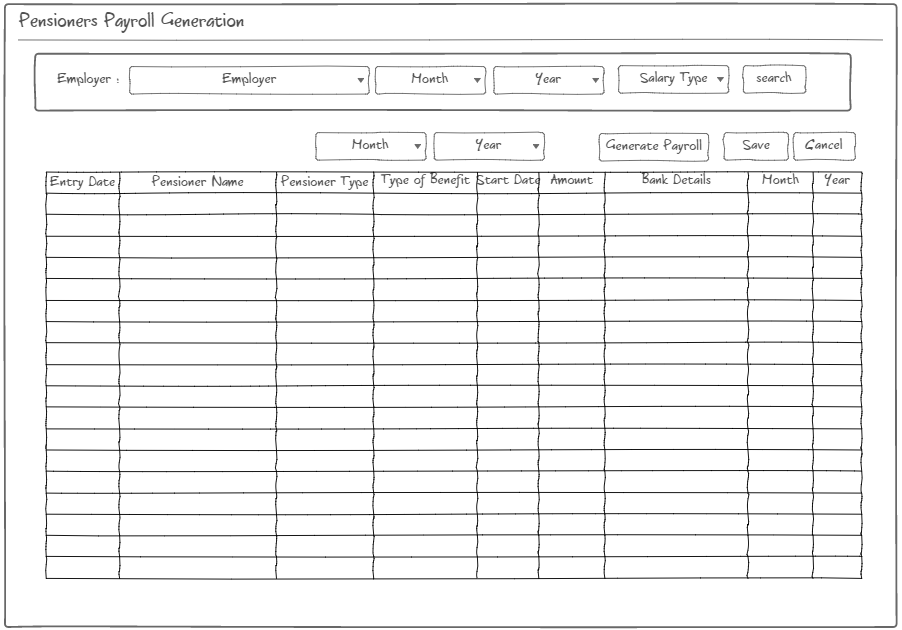 Pensioners Payroll Generation
Employer : Employer Month Year Salary Type search
Month Year Generate Payroll Save Cancel
Entry Date Pensioner Name Pensioner Type Type of Benefit Start Date Amount Bank Details Month Year